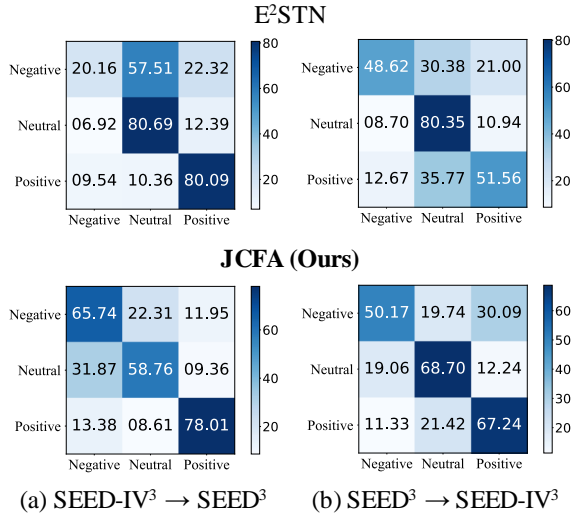 E²STN
Negative 20.16 57.51 22.32
Neutral 06.92 80.69 12.39
Positive 09.54 10.36 80.09
Negative Neutral Positive
80
60
40
20
Negative 48.62 30.38 21.00
Neutral 08.70 80.35 10.94
Positive 12.67 35.77 51.56
Negative Neutral Positive
80
60
40
20
JCFA (Ours)
Negative 65.74 22.31 11.95
Neutral 31.87 58.76 09.36
Positive 13.38 08.61 78.01
Negative Neutral Positive
60
40
20
Negative 50.17 19.74 30.09
Neutral 19.06 68.70 12.24
Positive 11.33 21.42 67.24
Negative Neutral Positive
60
50
40
30
20
(a) SEED-IV³ → SEED³
(b) SEED³ → SEED-IV³